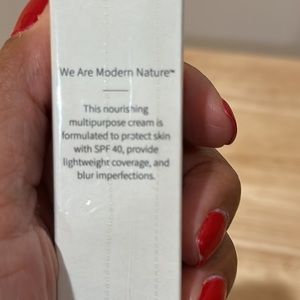 We Are Modern Nature™
This nourishing
multipurpose cream is
formulated to protect skin
with SPF 40, provide
lightweight coverage, and
blur imperfections.